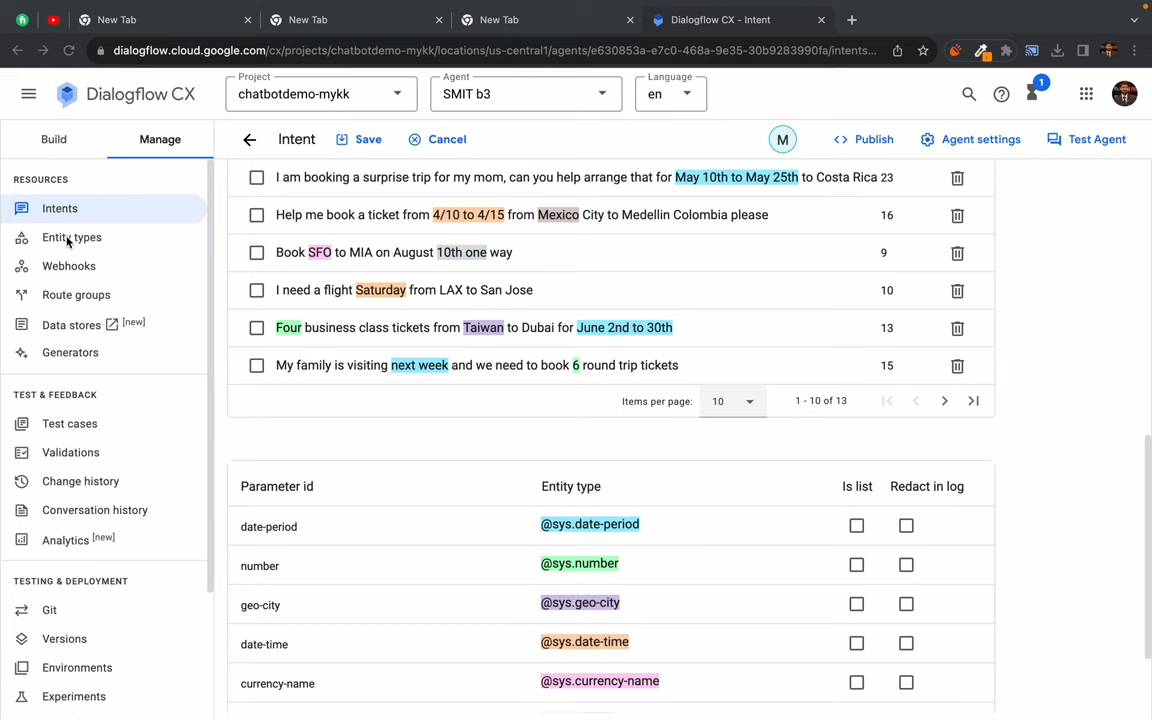 New Tab
New Tab
New Tab
Dialogflow CX - Intent
dialogflow.cloud.google.com/cx/projects/chatbotdemo-mykk/locations/us-central1/agents/e630853a-e7c0-468a-9e35-30b9283990fa/intents...
Dialogflow CX
Project
chatbotdemo-mykk
Agent
SMIT b3
Language
en
1
Build
Manage
Intent
Save
Cancel
M
Publish
Agent settings
Test Agent
RESOURCES
Intents
Entity types
Webhooks
Route groups
Data stores [new]
Generators
TEST & FEEDBACK
Test cases
Validations
Change history
Conversation history
Analytics [new]
TESTING & DEPLOYMENT
Git
Versions
Environments
Experiments
I am booking a surprise trip for my mom, can you help arrange that for May 10th to May 25th to Costa Rica 23
Help me book a ticket from 4/10 to 4/15 from Mexico City to Medellin Colombia please 16
Book SFO to MIA on August 10th one way 9
I need a flight Saturday from LAX to San Jose 10
Four business class tickets from Taiwan to Dubai for June 2nd to 30th 13
My family is visiting next week and we need to book 6 round trip tickets 15
Items per page: 10 1 - 10 of 13
Parameter id Entity type Is list Redact in log
date-period @sys.date-period
number @sys.number
geo-city @sys.geo-city
date-time @sys.date-time
currency-name @sys.currency-name